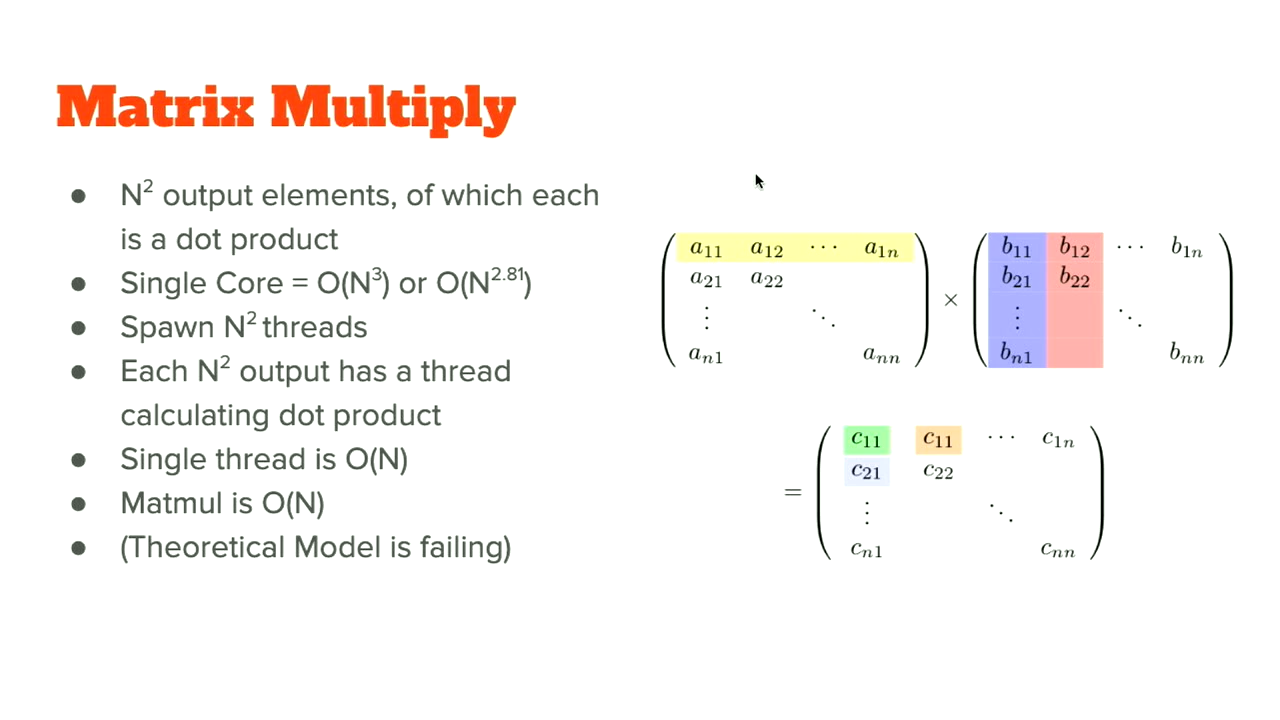 Matrix Multiply
● N² output elements, of which each
is a dot product
● Single Core = O(N³) or O(N²·⁸¹)
● Spawn N² threads
● Each N² output has a thread
calculating dot product
● Single thread is O(N)
● Matmul is O(N)
● (Theoretical Model is failing)
a₁₁ a₁₂ ⋯ a₁ₙ
a₂₁ a₂₂
⋮ ⋱
aₙ₁ aₙₙ
×
b₁₁ b₁₂ ⋯ b₁ₙ
b₂₁ b₂₂
⋮ ⋱
bₙ₁ bₙₙ
=
c₁₁ c₁₁ ⋯ c₁ₙ
c₂₁ c₂₂
⋮ ⋱
cₙ₁ cₙₙ